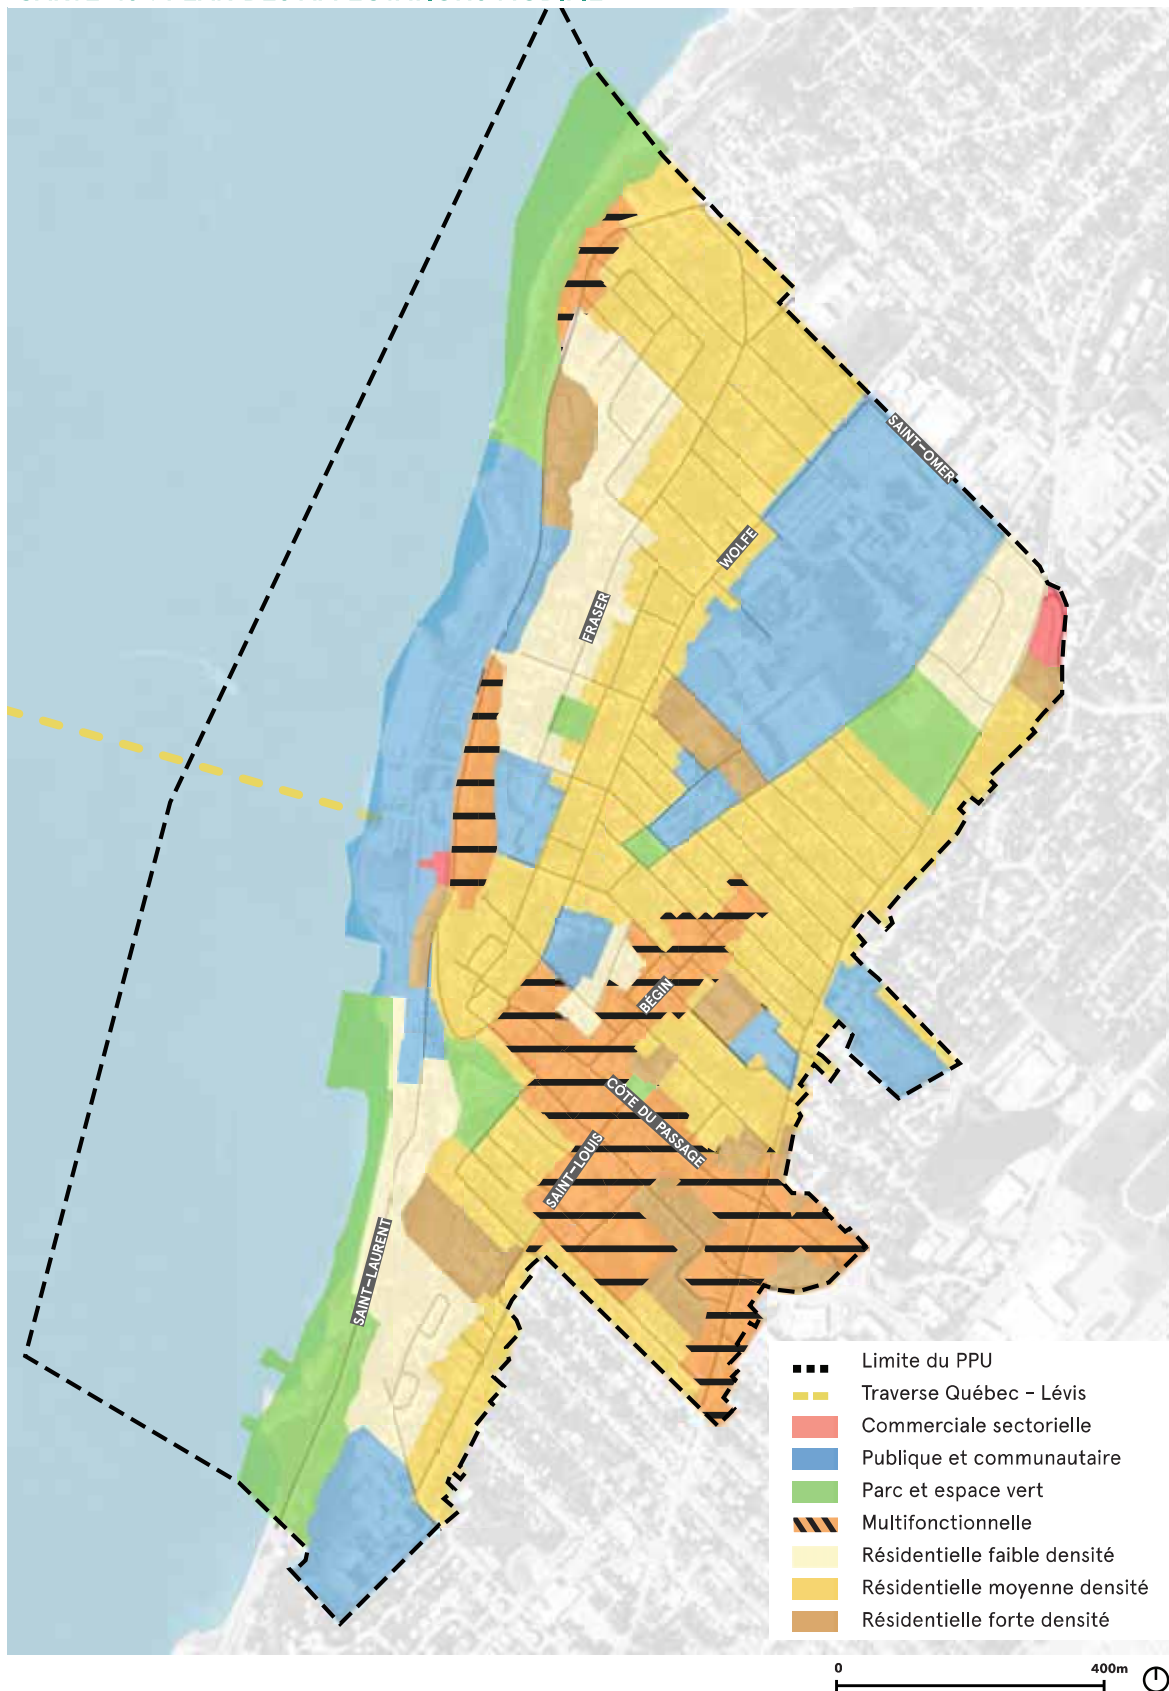 SAINT-OMER
WOLFE
FRASER
BÉGIN
CÔTE DU PASSAGE
SAINT-LOUIS
SAINT-LAURENT
Limite du PPU
Traverse Québec - Lévis
Commerciale sectorielle
Publique et communautaire
Parc et espace vert
Multifonctionnelle
Résidentielle faible densité
Résidentielle moyenne densité
Résidentielle forte densité
0 400m